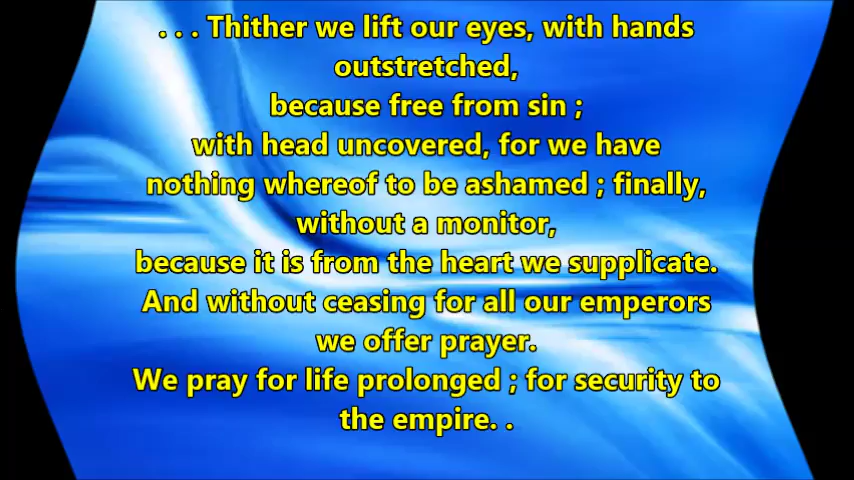 . . . Thither we lift our eyes, with hands
outstretched,
because free from sin ;
with head uncovered, for we have
nothing whereof to be ashamed ; finally,
without a monitor,
because it is from the heart we supplicate.
And without ceasing for all our emperors
we offer prayer.
We pray for life prolonged ; for security to
the empire. .